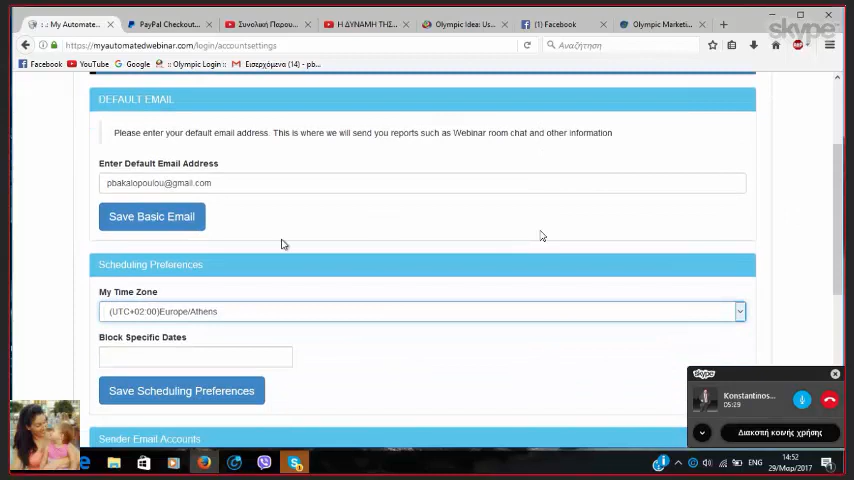 :: My Automate...
PayPal Checkout...
Συνολική Παρου...
Η ΔΥΝΑΜΗ ΤΗΣ...
Olympic Idea: Us...
(1) Facebook
Olympic Marketi...
skype
https://myautomatedwebinar.com/login/accountsettings
Αναζήτηση
Facebook
YouTube
Google
:: Olympic Login ::
Εισερχόμενα (14) - pb...
DEFAULT EMAIL
Please enter your default email address. This is where we will send you reports such as Webinar room chat and other information
Enter Default Email Address
pbakalopoulou@gmail.com
Save Basic Email
Scheduling Preferences
My Time Zone
(UTC+02:00)Europe/Athens
Block Specific Dates
Save Scheduling Preferences
Sender Email Accounts
skype
Konstantinos...
05:29
Διακοπή κοινής χρήσης
ENG
14:52
29/Μαρ/2017